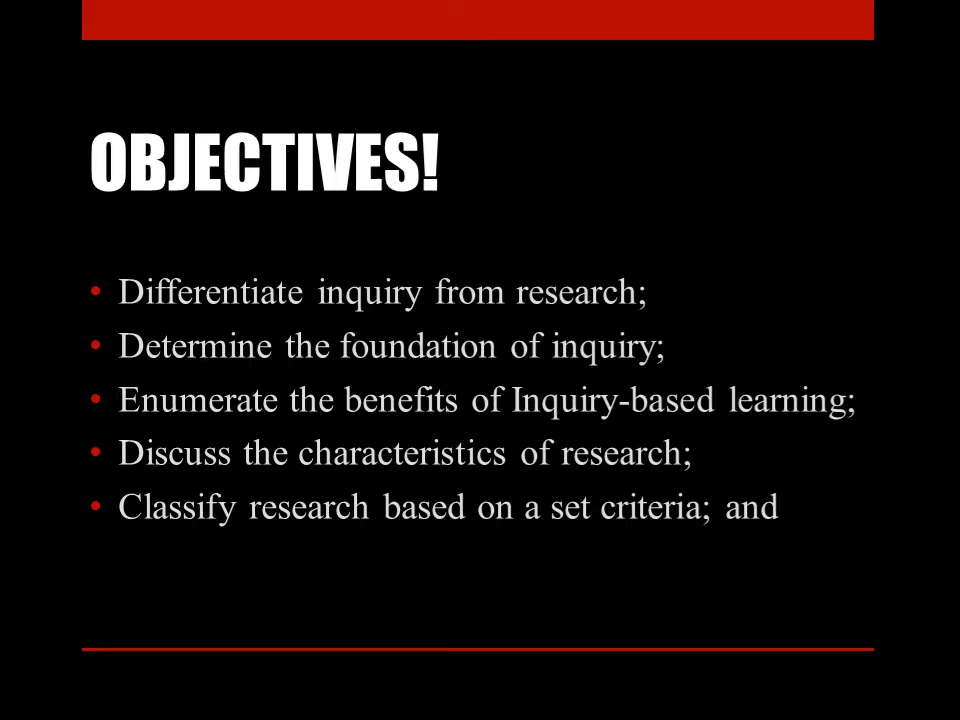 OBJECTIVES!
• Differentiate inquiry from research;
• Determine the foundation of inquiry;
• Enumerate the benefits of Inquiry-based learning;
• Discuss the characteristics of research;
• Classify research based on a set criteria; and